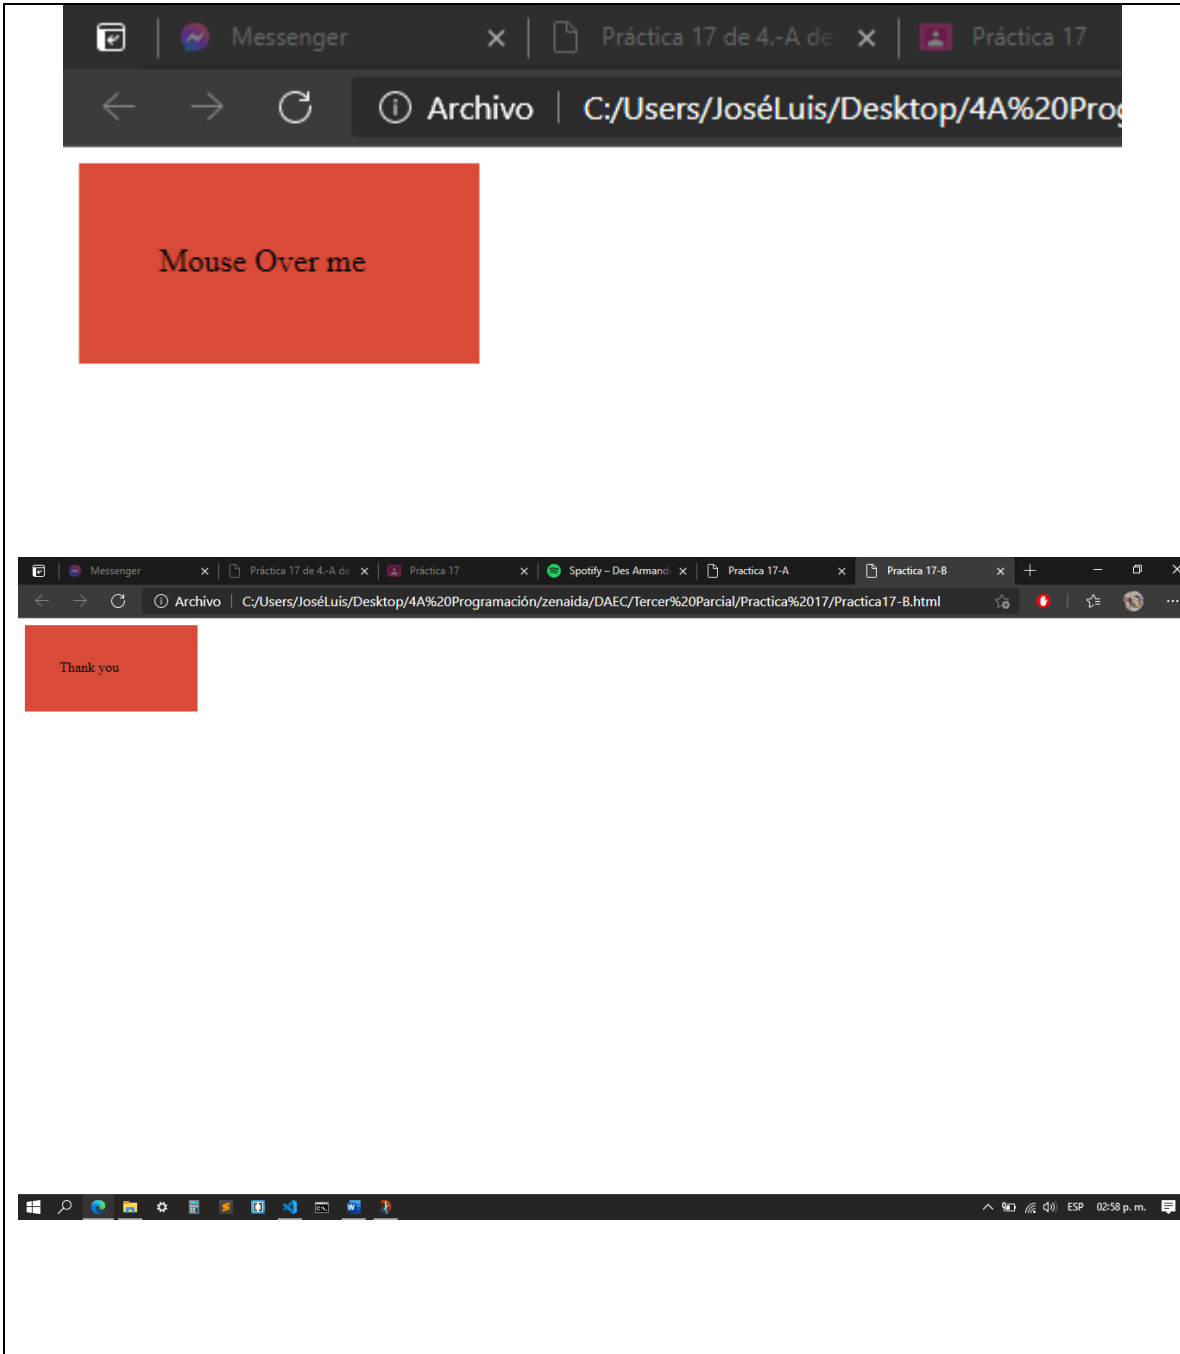 Messenger Práctica 17 de 4.-A de Práctica 17
Archivo C:/Users/JoséLuis/Desktop/4A%20Prog
Mouse Over me
Messenger Práctica 17 de 4.-A de Práctica 17 Spotify – Des Armand Practica 17-A Practica 17-B
Archivo C:/Users/JoséLuis/Desktop/4A%20Programación/zenaida/DAEC/Tercer%20Parcial/Practica%2017/Practica17-B.html
Thank you
ESP 02:58 p. m.